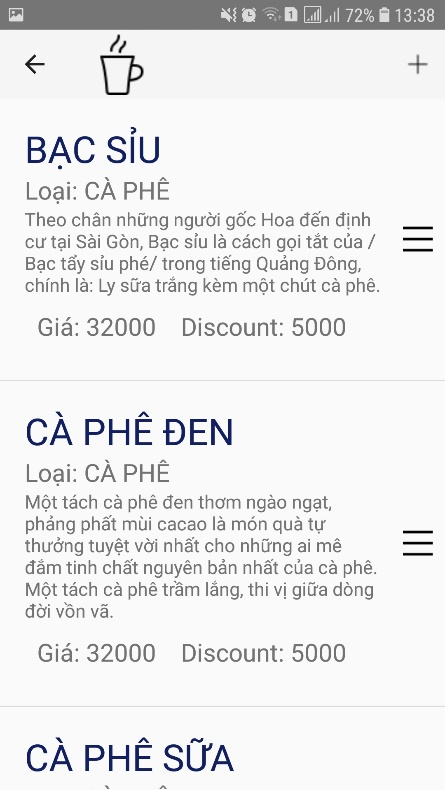 1 72% 13:38
BẠC SỈU
Loại: CÀ PHÊ
Theo chân những người gốc Hoa đến định
cư tại Sài Gòn, Bạc sỉu là cách gọi tắt của /
Bạc tẩy sỉu phé/ trong tiếng Quảng Đông,
chính là: Ly sữa trắng kèm một chút cà phê.
Giá: 32000 Discount: 5000
CÀ PHÊ ĐEN
Loại: CÀ PHÊ
Một tách cà phê đen thơm ngào ngạt,
phảng phất mùi cacao là món quà tự
thưởng tuyệt vời nhất cho những ai mê
đắm tinh chất nguyên bản nhất của cà phê.
Một tách cà phê trầm lắng, thi vị giữa dòng
đời vồn vã.
Giá: 32000 Discount: 5000
CÀ PHÊ SỮA